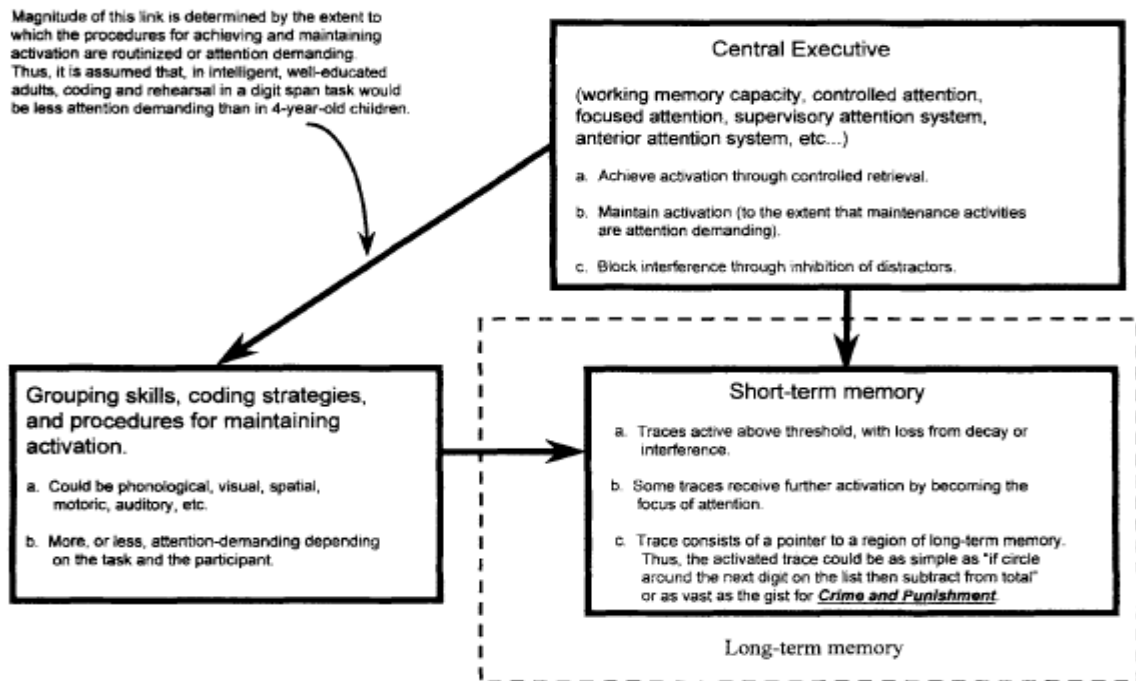 Magnitude of this link is determined by the extent to
which the procedures for achieving and maintaining
activation are routinized or attention demanding.
Thus, it is assumed that, in intelligent, well-educated
adults, coding and rehearsal in a digit span task would
be less attention demanding than in 4-year-old children.
Central Executive
(working memory capacity, controlled attention,
focused attention, supervisory attention system,
anterior attention system, etc...)
a. Achieve activation through controlled retrieval.
b. Maintain activation (to the extent that maintenance activities
are attention demanding).
c. Block interference through inhibition of distractors.
Grouping skills, coding strategies,
and procedures for maintaining
activation.
a. Could be phonological, visual, spatial,
motoric, auditory, etc.
b. More, or less, attention-demanding depending
on the task and the participant.
Short-term memory
a. Traces active above threshold, with loss from decay or
interference.
b. Some traces receive further activation by becoming the
focus of attention.
c. Trace consists of a pointer to a region of long-term memory.
Thus, the activated trace could be as simple as "if circle
around the next digit on the list then subtract from total"
or as vast as the gist for Crime and Punishment.
Long-term memory